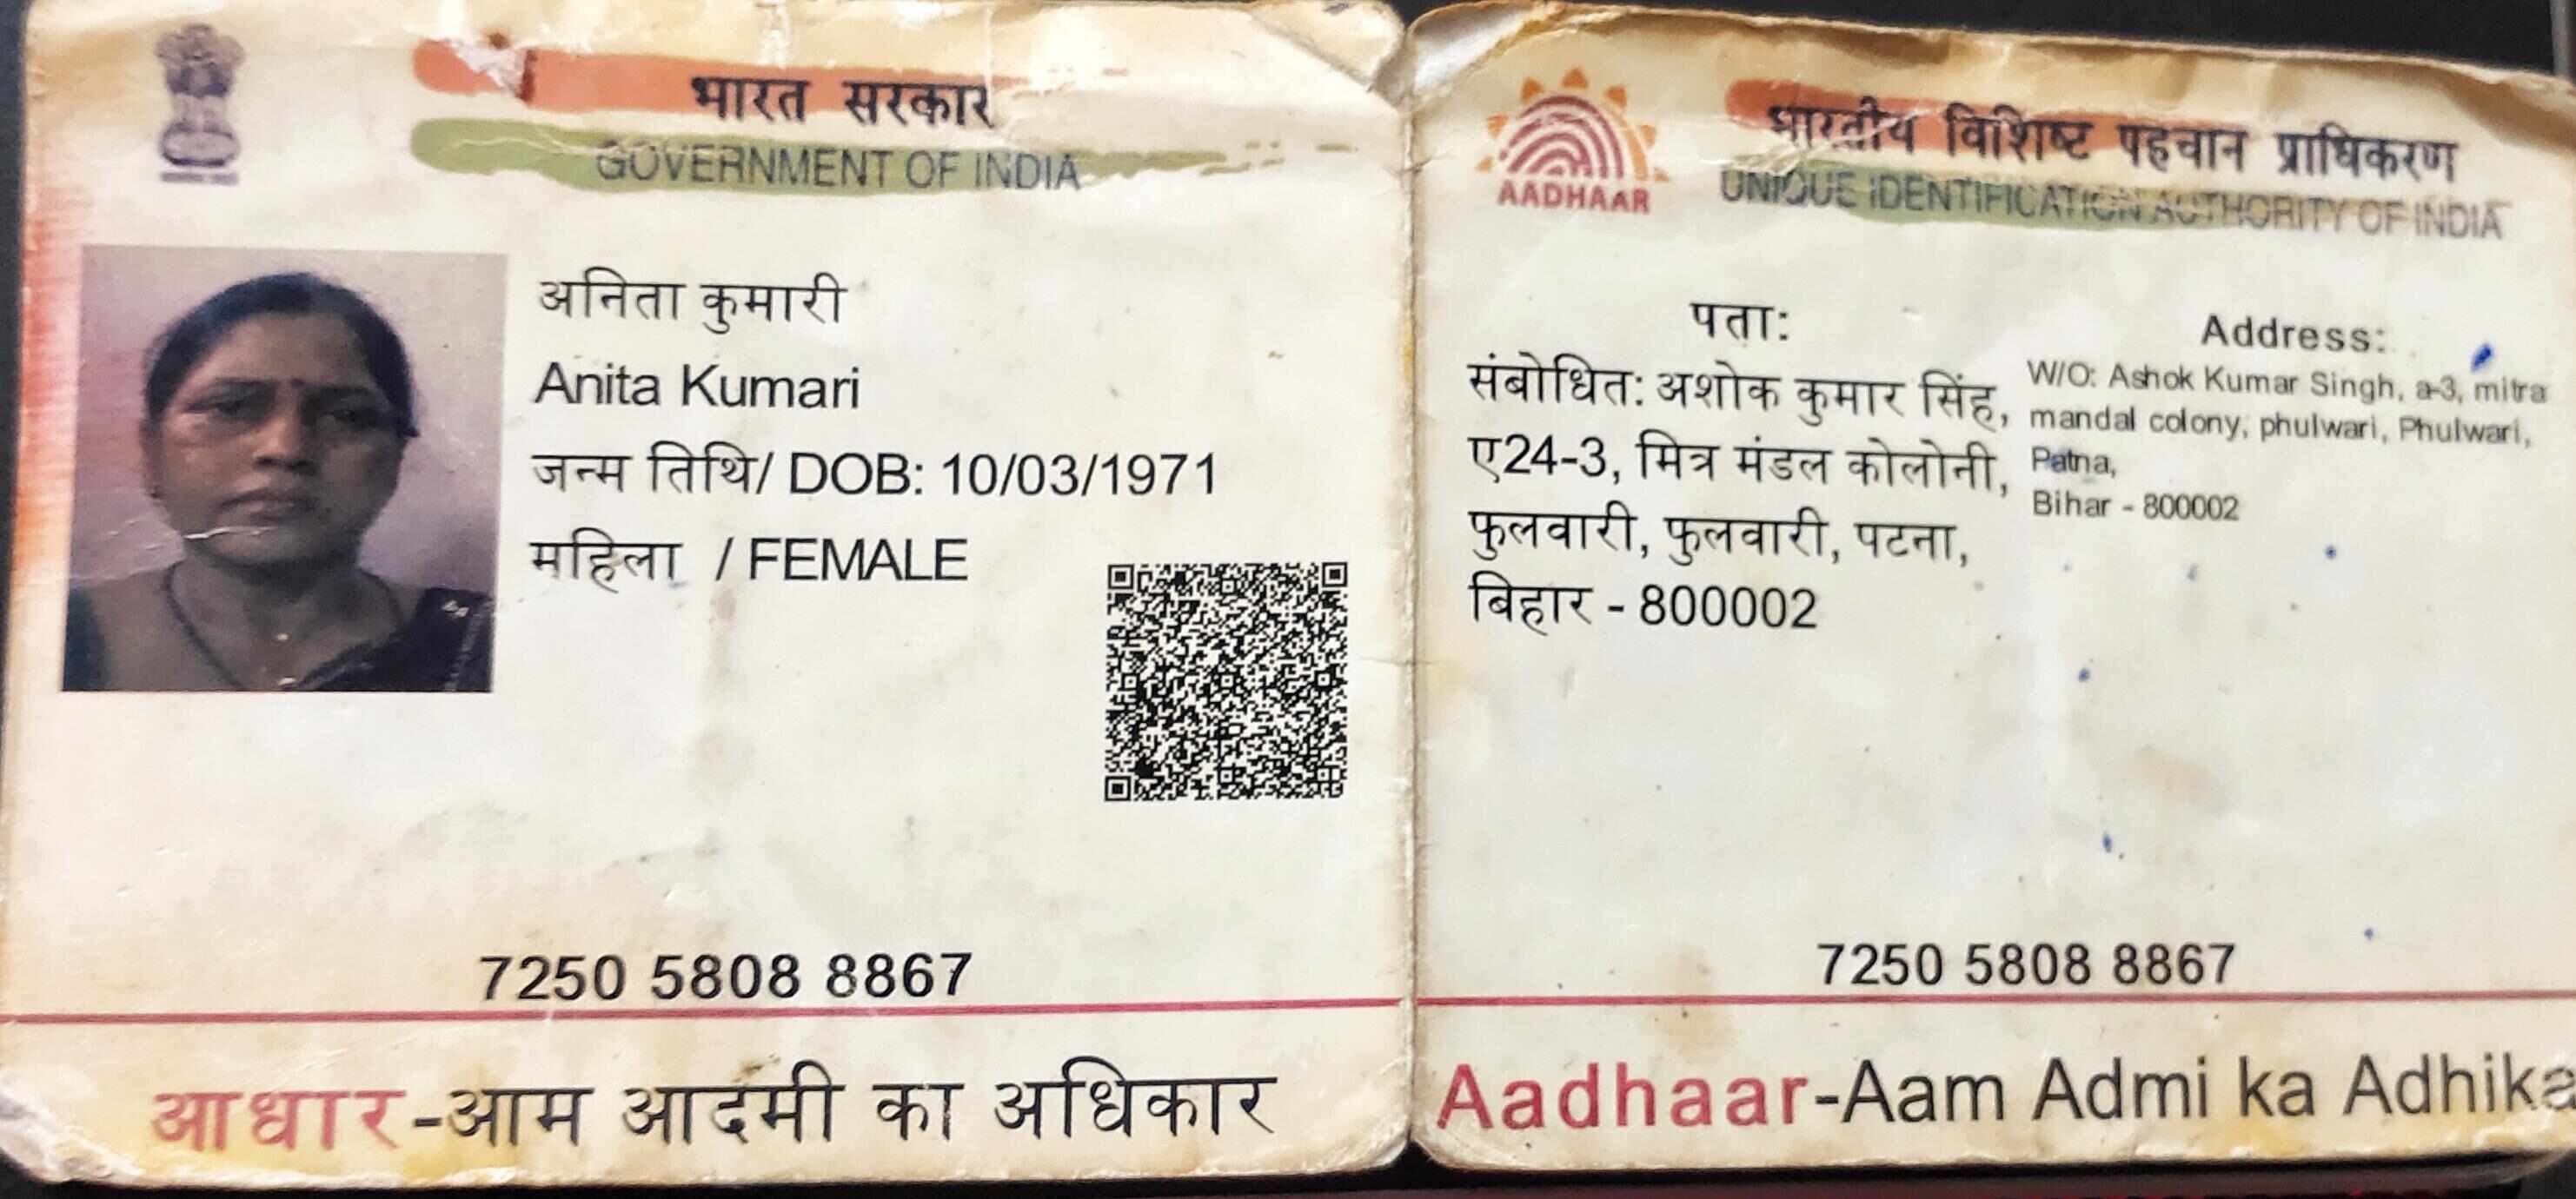 भारत सरकार
GOVERNMENT OF INDIA
अनिता कुमारी
Anita Kumari
जन्म तिथि/ DOB: 10/03/1971
महिला / FEMALE
7250 5808 8867
आधार-आम आदमी का अधिकार
भारतीय विशिष्ट पहचान प्राधिकरण
UNIQUE IDENTIFICATION AUTHORITY OF INDIA
AADHAAR
पता:
संबोधित: अशोक कुमार सिंह,
ए24-3, मित्र मंडल कोलोनी,
फुलवारी, फुलवारी, पटना,
बिहार - 800002
Address:
W/O: Ashok Kumar Singh, a-3, mitra
mandal colony, phulwari, Phulwari,
Patna,
Bihar - 800002
7250 5808 8867
Aadhaar-Aam Admi ka Adhika